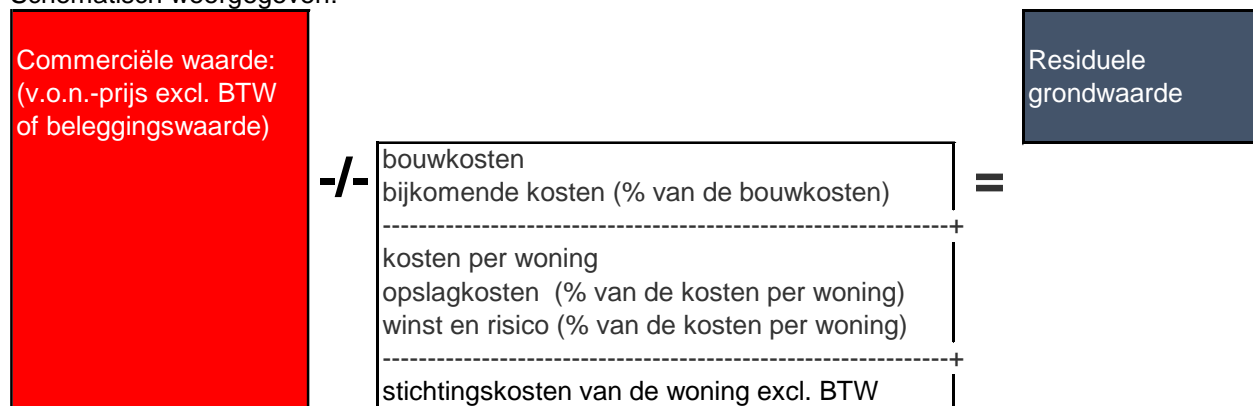 Commerciële waarde:
(v.o.n.-prijs excl. BTW
of beleggingswaarde)
-/-
bouwkosten
bijkomende kosten (% van de bouwkosten)
----------------------------------------------------------------+
kosten per woning
opslagkosten (% van de kosten per woning)
winst en risico (% van de kosten per woning)
----------------------------------------------------------------+
stichtingskosten van de woning excl. BTW
=
Residuele
grondwaarde